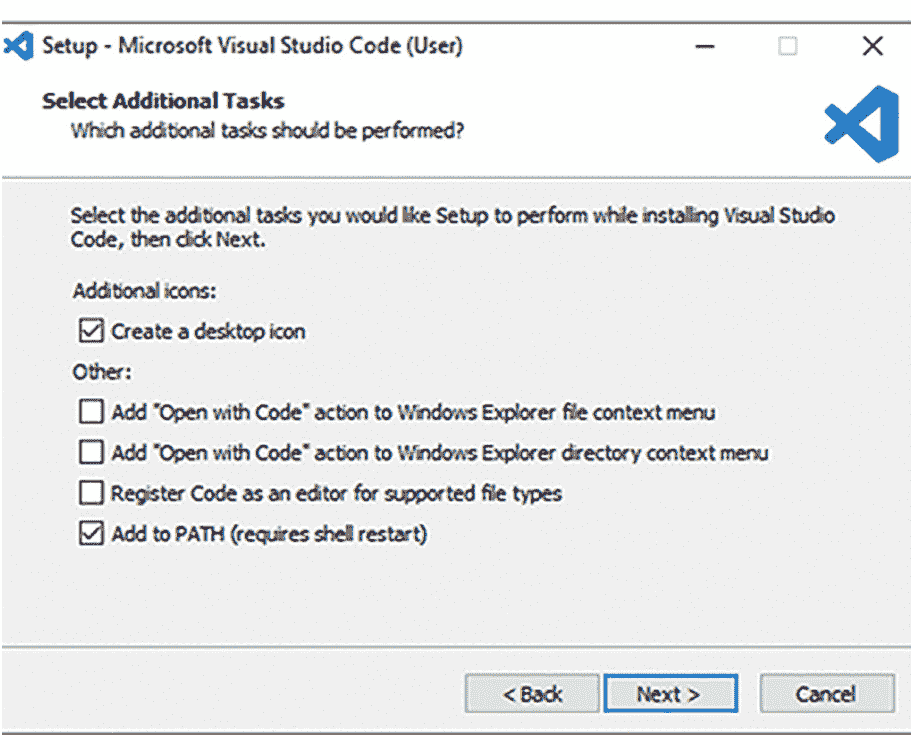 Setup - Microsoft Visual Studio Code (User)
Select Additional Tasks
Which additional tasks should be performed?
Select the additional tasks you would like Setup to perform while installing Visual Studio
Code, then click Next.
Additional icons:
Create a desktop icon
Other:
Add "Open with Code" action to Windows Explorer file context menu
Add "Open with Code" action to Windows Explorer directory context menu
Register Code as an editor for supported file types
Add to PATH (requires shell restart)
< Back Next > Cancel